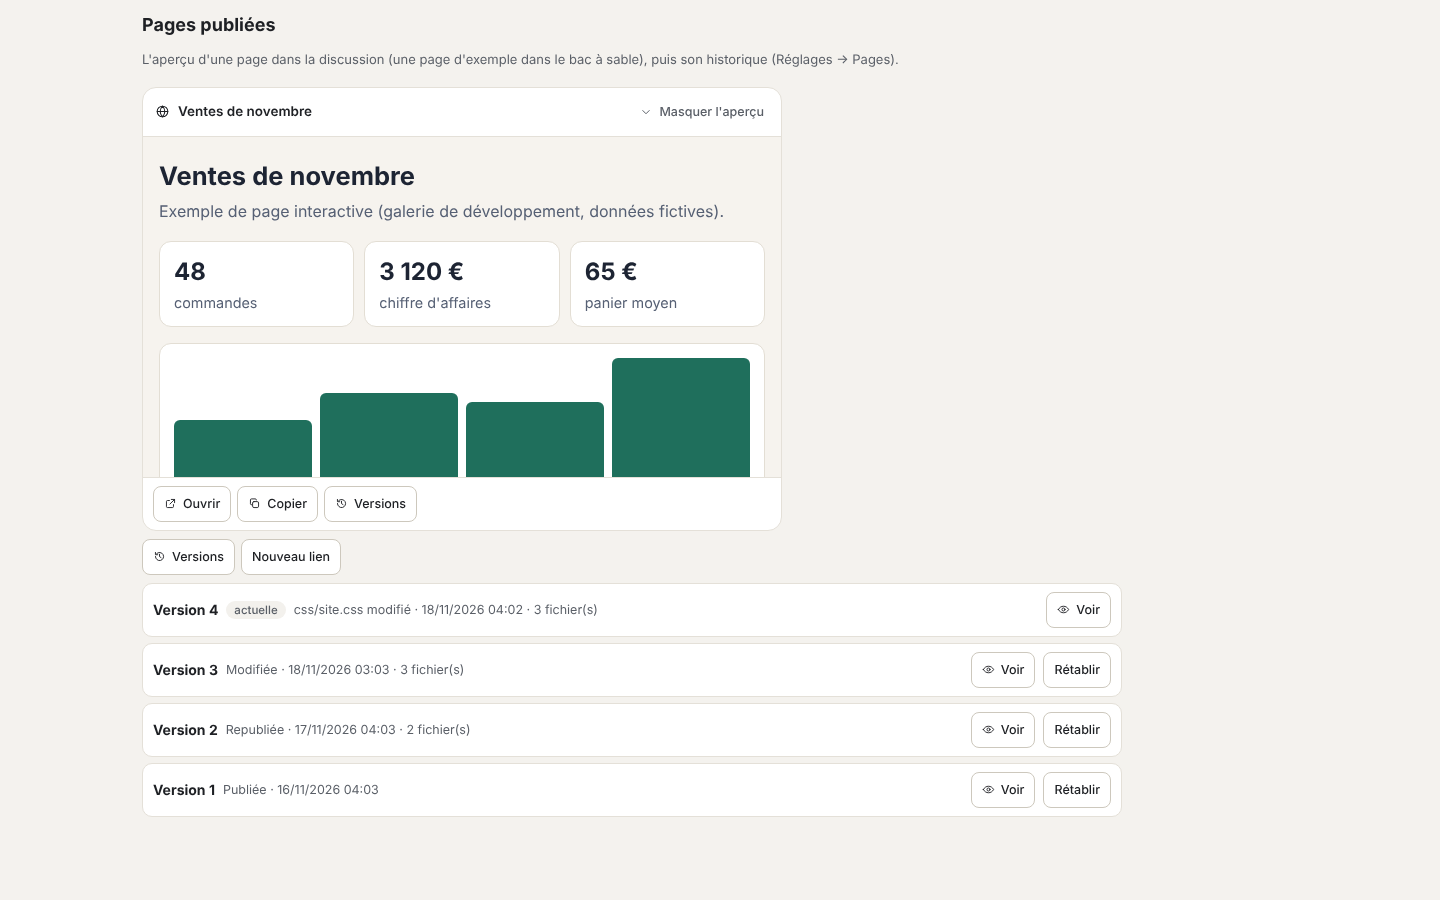 Pages publiées
L'aperçu d'une page dans la discussion (une page d'exemple dans le bac à sable), puis son historique (Réglages → Pages).
Ventes de novembre
Masquer l'aperçu
Ventes de novembre
Exemple de page interactive (galerie de développement, données fictives).
48
commandes
3 120 €
chiffre d'affaires
65 €
panier moyen
Ouvrir
Copier
Versions
Versions
Nouveau lien
Version 4 actuelle css/site.css modifié · 18/11/2026 04:02 · 3 fichier(s) Voir
Version 3 Modifiée · 18/11/2026 03:03 · 3 fichier(s) Voir Rétablir
Version 2 Republiée · 17/11/2026 04:03 · 2 fichier(s) Voir Rétablir
Version 1 Publiée · 16/11/2026 04:03 Voir Rétablir